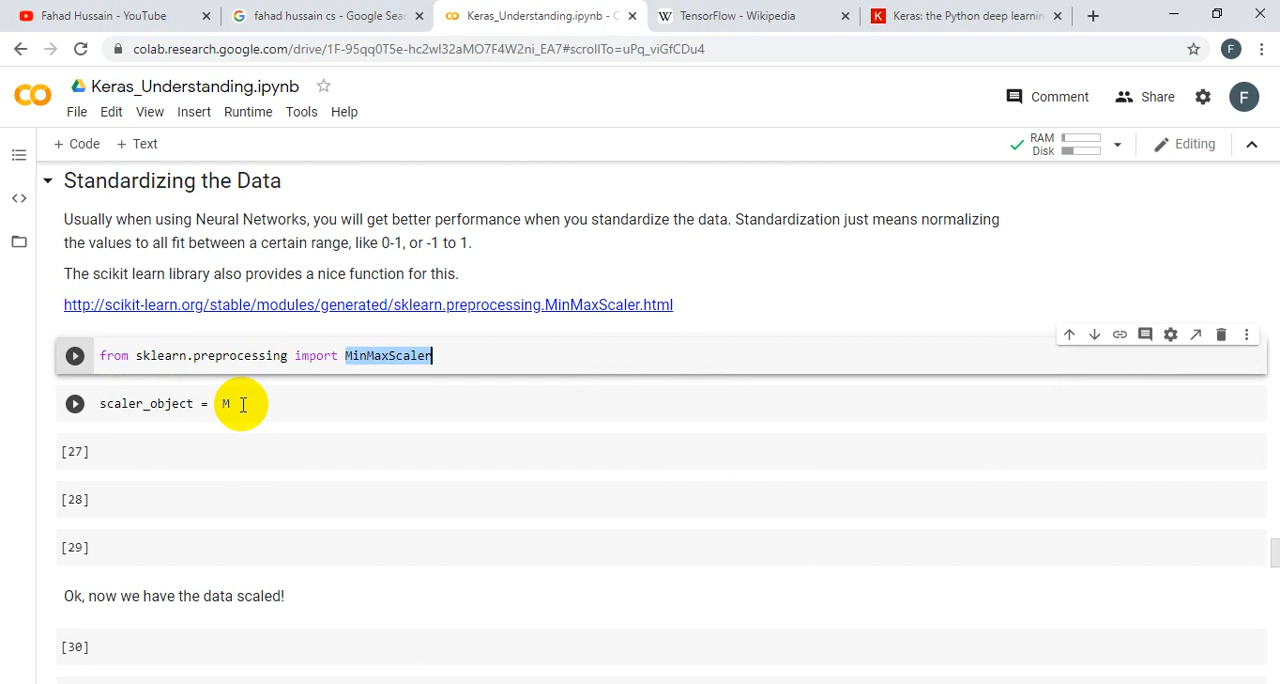 Fahad Hussain - YouTube
fahad hussain cs - Google Sear
Keras_Understanding.ipynb - C
TensorFlow - Wikipedia
Keras: the Python deep learnin
colab.research.google.com/drive/1F-95qq0T5e-hc2wl32aMO7F4W2ni_EA7#scrollTo=uPq_viGfCDu4
F
Keras_Understanding.ipynb
File Edit View Insert Runtime Tools Help
Comment
Share
F
+ Code + Text
RAM
Disk
Editing
Standardizing the Data
Usually when using Neural Networks, you will get better performance when you standardize the data. Standardization just means normalizing
the values to all fit between a certain range, like 0-1, or -1 to 1.
The scikit learn library also provides a nice function for this.
http://scikit-learn.org/stable/modules/generated/sklearn.preprocessing.MinMaxScaler.html
from sklearn.preprocessing import MinMaxScaler
scaler_object = M
[27]
[28]
[29]
Ok, now we have the data scaled!
[30]